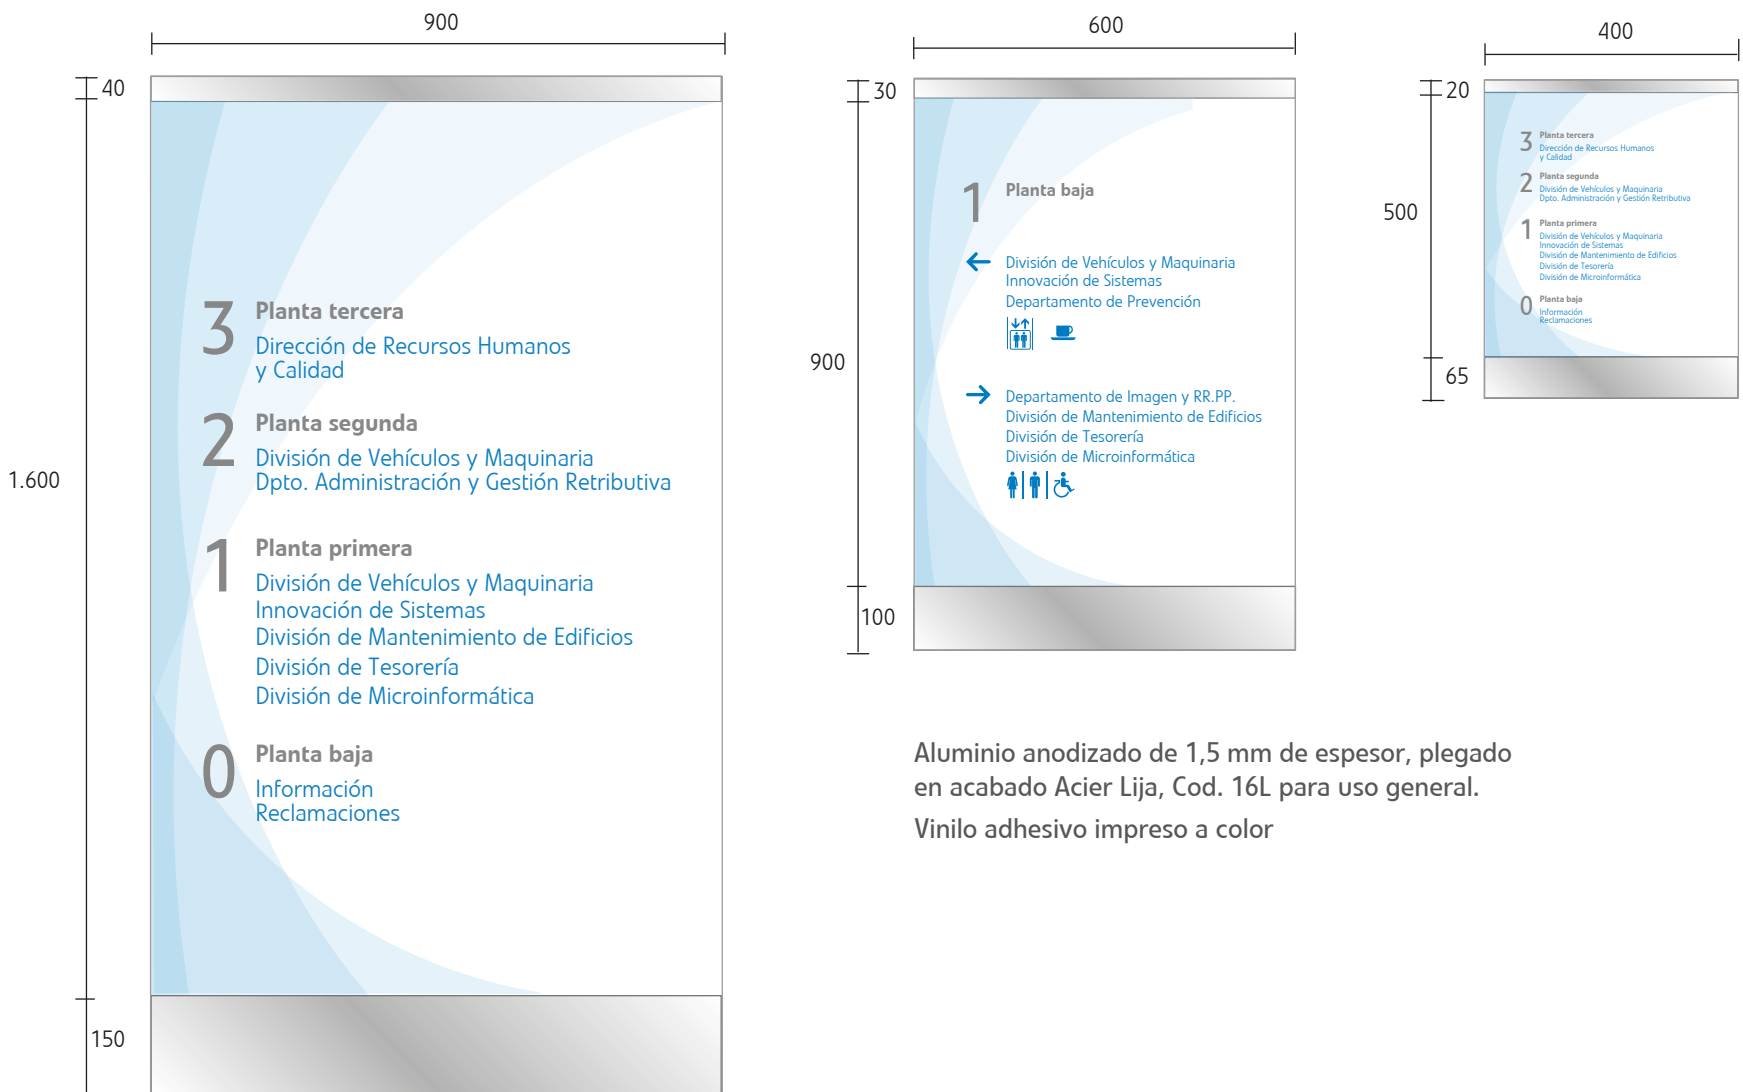 900
40
1.600
150
3 Planta tercera
Dirección de Recursos Humanos
y Calidad
2 Planta segunda
División de Vehículos y Maquinaria
Dpto. Administración y Gestión Retributiva
1 Planta primera
División de Vehículos y Maquinaria
Innovación de Sistemas
División de Mantenimiento de Edificios
División de Tesorería
División de Microinformática
0 Planta baja
Información
Reclamaciones
600
30
900
100
1 Planta baja
División de Vehículos y Maquinaria
Innovación de Sistemas
Departamento de Prevención
Departamento de Imagen y RR.PP.
División de Mantenimiento de Edificios
División de Tesorería
División de Microinformática
400
20
500
65
3 Planta tercera
Dirección de Recursos Humanos
y Calidad
2 Planta segunda
División de Vehículos y Maquinaria
Dpto. Administración y Gestión Retributiva
1 Planta primera
División de Vehículos y Maquinaria
Innovación de Sistemas
División de Mantenimiento de Edificios
División de Tesorería
División de Microinformática
0 Planta baja
Información
Reclamaciones
Aluminio anodizado de 1,5 mm de espesor, plegado
en acabado Acier Lija, Cod. 16L para uso general.
Vinilo adhesivo impreso a color